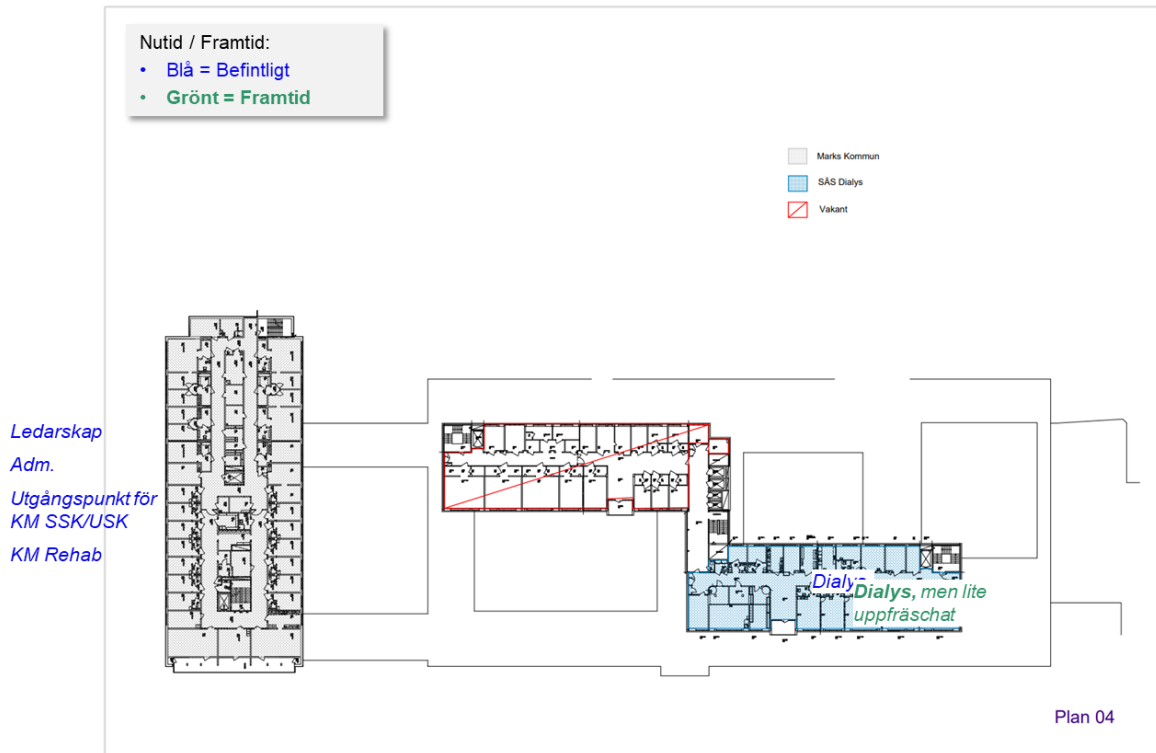 Nutid / Framtid:
• Blå = Befintligt
• Grönt = Framtid
Marks Kommun
SÄS Dialys
Vakant
Ledarskap
Adm.
Utgångspunkt för
KM SSK/USK
KM Rehab
Dialys
Dialys, men lite
uppfräschat
Plan 04